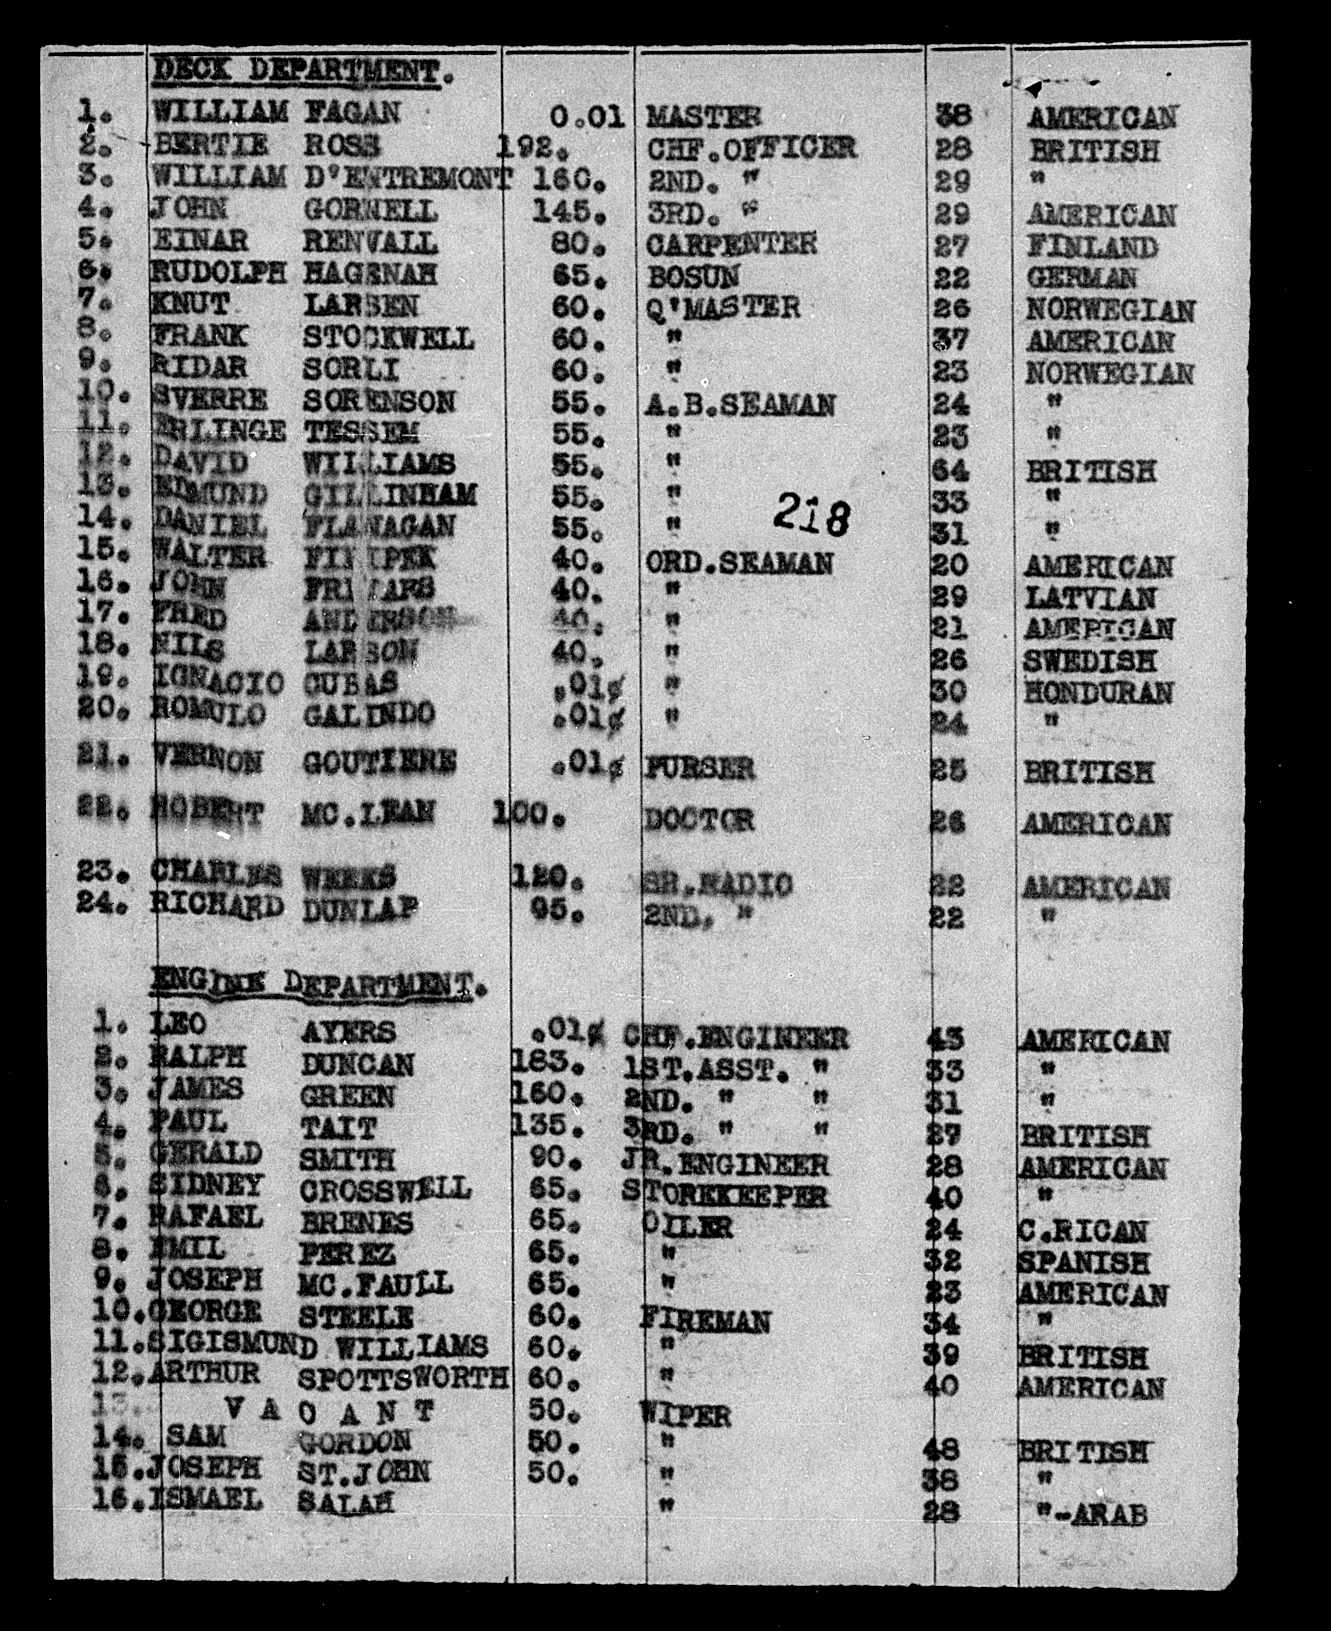 DECK DEPARTMENT.
1. WILLIAM FAGAN 0.01 MASTER 38 AMERICAN
2. BERTIE ROSS 192. CHF.OFFICER 28 BRITISH
3. WILLIAM D'ENTREMONT 160. 2ND. " 29 "
4. JOHN GORWELL 145. 3RD. " 29 AMERICAN
5. EINAR RENVALL 80. CARPENTER 27 FINLAND
6. RUDOLPH HAGENAH 65. BOSUN 22 GERMAN
7. KNUT LARSEN 60. Q'MASTER 26 NORWEGIAN
8. FRANK STOCKWELL 60. " 37 AMERICAN
9. RIDAR SORLI 60. " 23 NORWEGIAN
10. SVERRE SORENSON 55. A.B.SEAMAN 24 "
11. ERLINGE TESSEM 55. " 23 "
12. DAVID WILLIAMS 55. " 64 BRITISH
13. EDMUND GILLINHAM 55. " 33 "
218
14. DANIEL FLANAGAN 55. " 31 "
15. WALTER 40. ORD.SEAMAN 20 AMERICAN
16. JOHN 40. " 29 LATVIAN
17. FRED ANDERSON 40. " 21 AMERICAN
18. NILS LARSON 40. " 26 SWEDISH
19. IGNACIO CUBAS .01¢ " 30 HONDURAN
20. ROMULO GALINDO .01¢ " 24 "
21. VERNON GOUTIERE .01¢ PURSER 25 BRITISH
22. ROBERT MC.LEAN 100. DOCTOR 26 AMERICAN
23. CHARLES WEEKS 120. SR.RADIO 22 AMERICAN
24. RICHARD DUNLAP 95. 2ND. " 22 "
ENGINE DEPARTMENT.
1. LEO AYERS .01¢ CHF.ENGINEER 43 AMERICAN
2. RALPH DUNCAN 183. 1ST.ASST. " 33 "
3. JAMES GREEN 160. 2ND. " " 31 "
4. PAUL TAIT 135. 3RD. " " 27 BRITISH
5. GERALD SMITH 90. JR.ENGINEER 28 AMERICAN
6. SIDNEY CROSSWELL 65. STOREKEEPER 40 "
7. RAFAEL BRENES 65. OILER 24 C.RICAN
8. EMIL PEREZ 65. " 32 SPANISH
9. JOSEPH MC.FAULL 65. " 23 AMERICAN
10. GEORGE STEELE 60. FIREMAN 34 "
11. SIGISMUND WILLIAMS 60. " 39 BRITISH
12. ARTHUR SPOTTSWORTH 60. " 40 AMERICAN
13. V A C A N T 50. WIPER
14. SAM GORDON 50. " 48 BRITISH
15. JOSEPH ST.JOHN 50. " 38 "
16. ISMAEL SALAH " 28 "-ARAB